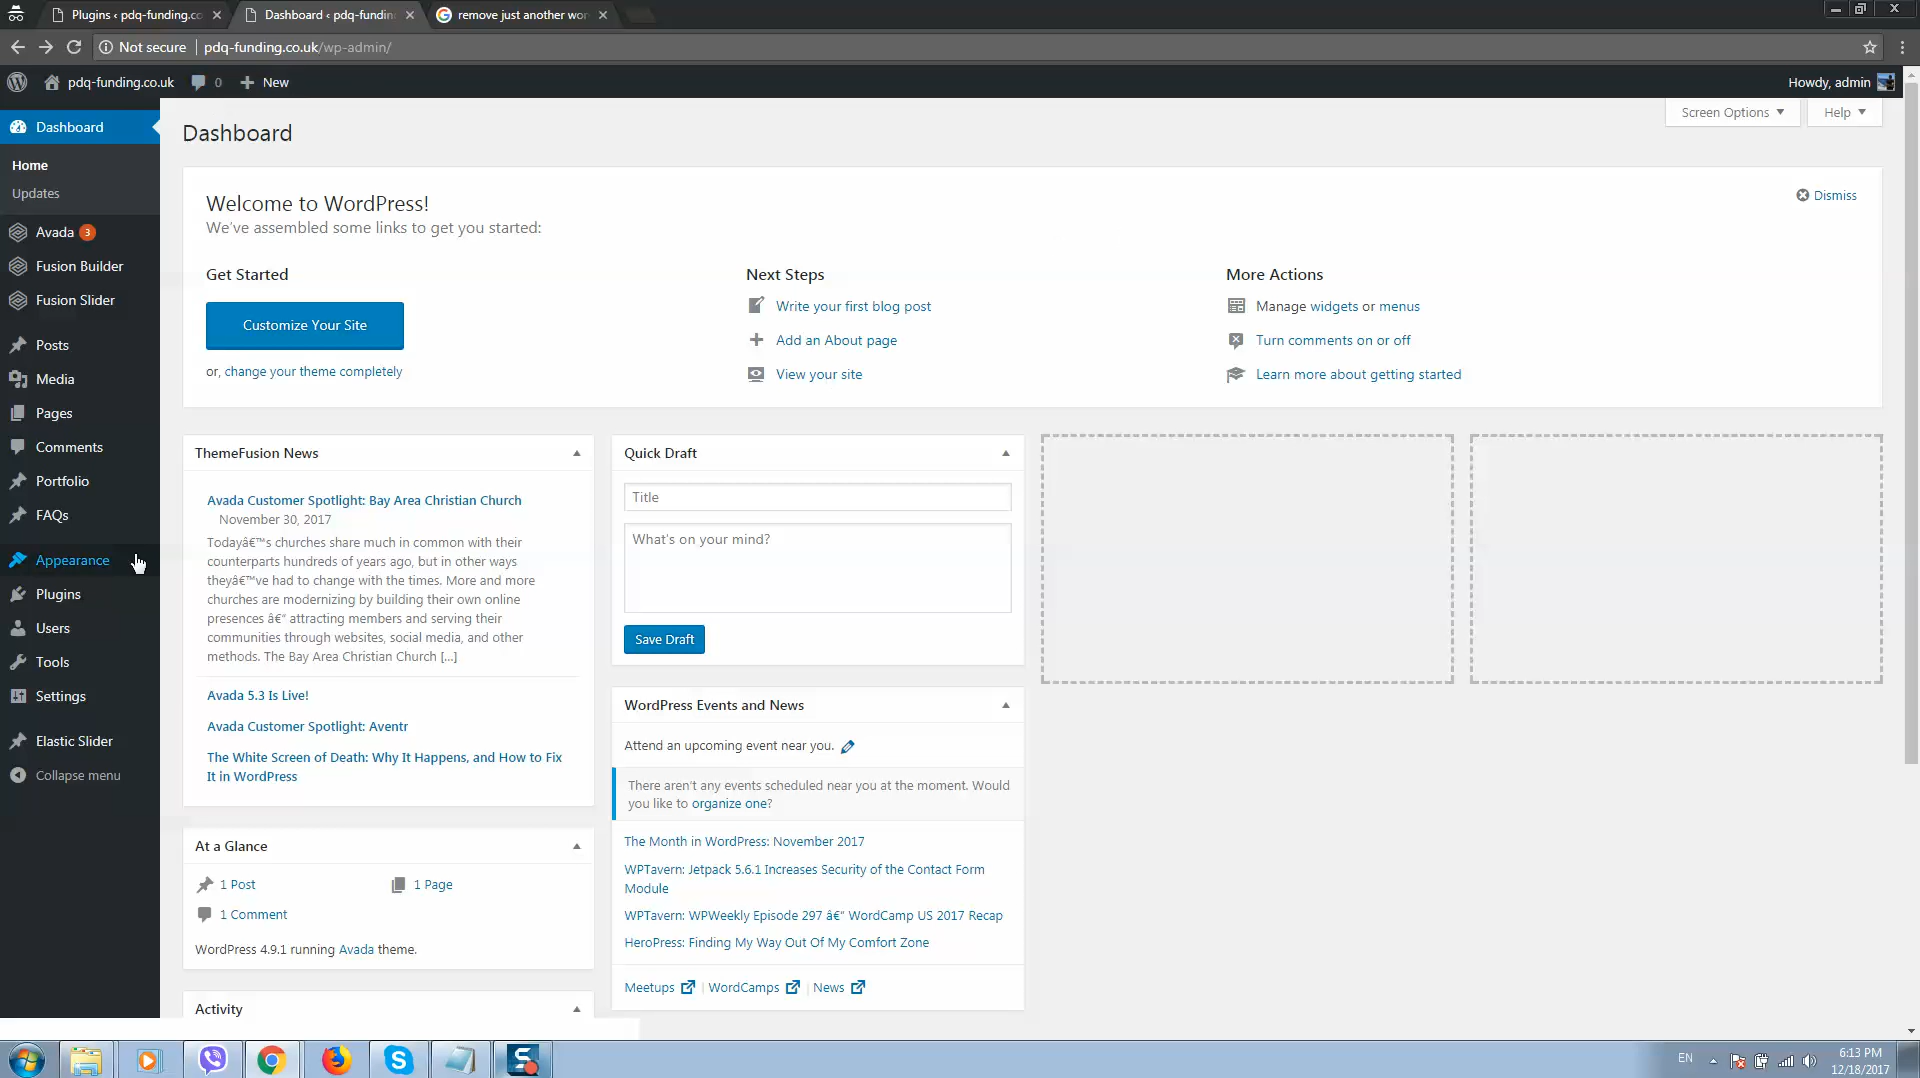 Plugins ‹ pdq-funding.co
Dashboard ‹ pdq-fundin
remove just another wor
Not secure
pdq-funding.co.uk/wp-admin/
pdq-funding.co.uk
0
New
Howdy, admin
Screen Options
Help
Dashboard
Home
Updates
Avada 3
Fusion Builder
Fusion Slider
Posts
Media
Pages
Comments
Portfolio
FAQs
Appearance
Plugins
Users
Tools
Settings
Elastic Slider
Collapse menu
Dashboard
Welcome to WordPress!
We've assembled some links to get you started:
Dismiss
Get Started
Customize Your Site
or, change your theme completely
Next Steps
Write your first blog post
Add an About page
View your site
More Actions
Manage widgets or menus
Turn comments on or off
Learn more about getting started
ThemeFusion News
Avada Customer Spotlight: Bay Area Christian Church
November 30, 2017
Todayâ€™s churches share much in common with their
counterparts hundreds of years ago, but in other ways
theyâ€™ve had to change with the times. More and more
churches are modernizing by building their own online
presences â€“ attracting members and serving their
communities through websites, social media, and other
methods. The Bay Area Christian Church [...]
Avada 5.3 Is Live!
Avada Customer Spotlight: Aventr
The White Screen of Death: Why It Happens, and How to Fix
It in WordPress
At a Glance
1 Post
1 Page
1 Comment
WordPress 4.9.1 running Avada theme.
Activity
Quick Draft
Title
What's on your mind?
Save Draft
WordPress Events and News
Attend an upcoming event near you.
There aren't any events scheduled near you at the moment. Would
you like to organize one?
The Month in WordPress: November 2017
WPTavern: Jetpack 5.6.1 Increases Security of the Contact Form
Module
WPTavern: WPWeekly Episode 297 â€“ WordCamp US 2017 Recap
HeroPress: Finding My Way Out Of My Comfort Zone
Meetups | WordCamps | News
EN
6:13 PM
12/18/2017